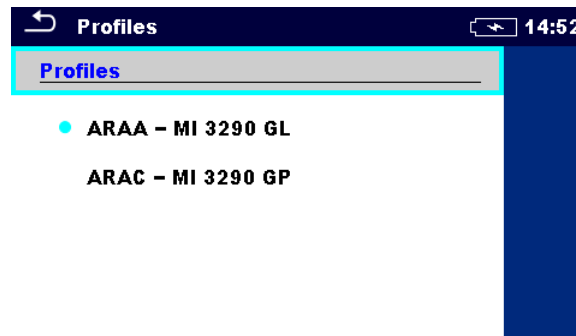 Profiles 14:52
Profiles
ARAA – MI 3290 GL
ARAC – MI 3290 GP